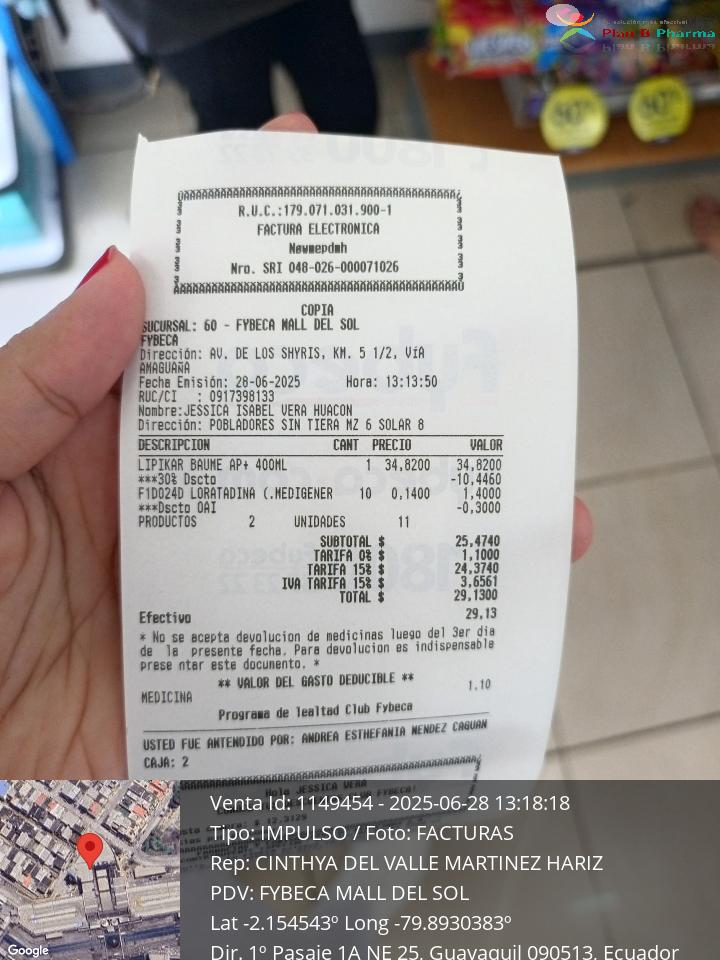 Plan B Pharma
R.U.C.:179.071.031.900-1
FACTURA ELECTRONICA
Newmepdmh
Nro. SRI 048-026-000071026
COPIA
SUCURSAL: 60 - FYBECA MALL DEL SOL
FYBECA
Dirección: AV. DE LOS SHYRIS, KM. 5 1/2, VíA
AMAGUAÑA
Fecha Emisión: 28-06-2025 Hora: 13:13:50
RUC/CI : 0917398133
Nombre:JESSICA ISABEL VERA HUACON
Dirección: POBLADORES SIN TIERA MZ 6 SOLAR 8
DESCRIPCION CANT PRECIO VALOR
LIPIKAR BAUME AP+ 400ML 1 34,8200 34,8200
***30% Dscto -10,4460
F1D024D LORATADINA (.MEDIGENER 10 0,1400 1,4000
***Dscto OAI -0,3000
PRODUCTOS 2 UNIDADES 11
SUBTOTAL $ 25,4740
TARIFA 0% $ 1,1000
TARIFA 15% $ 24,3740
IVA TARIFA 15% $ 3,6561
TOTAL $ 29,1300
Efectivo 29,13
* No se acepta devolucion de medicinas luego del 3er dia
de la presente fecha. Para devolucion es indispensable
prese ntar este documento. *
** VALOR DEL GASTO DEDUCIBLE **
MEDICINA 1.10
Programa de lealtad Club Fybeca
USTED FUE ANTENDIDO POR: ANDREA ESTHEFANIA MENDEZ CAGUAN
CAJA: 2
Hola JESSICA VERA
Venta Id: 1149454 - 2025-06-28 13:18:18
Tipo: IMPULSO / Foto: FACTURAS
Rep: CINTHYA DEL VALLE MARTINEZ HARIZ
PDV: FYBECA MALL DEL SOL
Lat -2.154543º Long -79.8930383º
Dir. 1º Pasaje 1A NE 25, Guayaquil 090513, Ecuador
Google